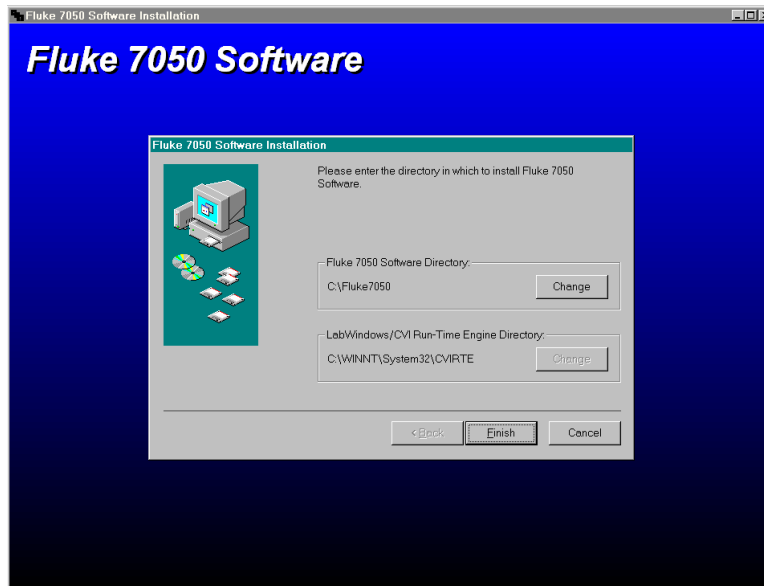 Fluke 7050 Software Installation
Fluke 7050 Software
Fluke 7050 Software Installation
Please enter the directory in which to install Fluke 7050
Software.
Fluke 7050 Software Directory:
C:\Fluke7050
Change
LabWindows/CVI Run-Time Engine Directory:
C:\WINNT\System32\CVIRTE
Change
< Back
Finish
Cancel